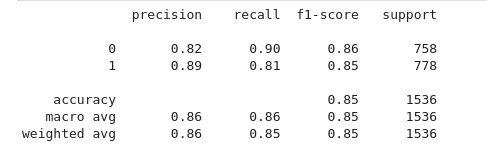 precision recall f1-score support
0 0.82 0.90 0.86 758
1 0.89 0.81 0.85 778
accuracy 0.85 1536
macro avg 0.86 0.86 0.85 1536
weighted avg 0.86 0.85 0.85 1536